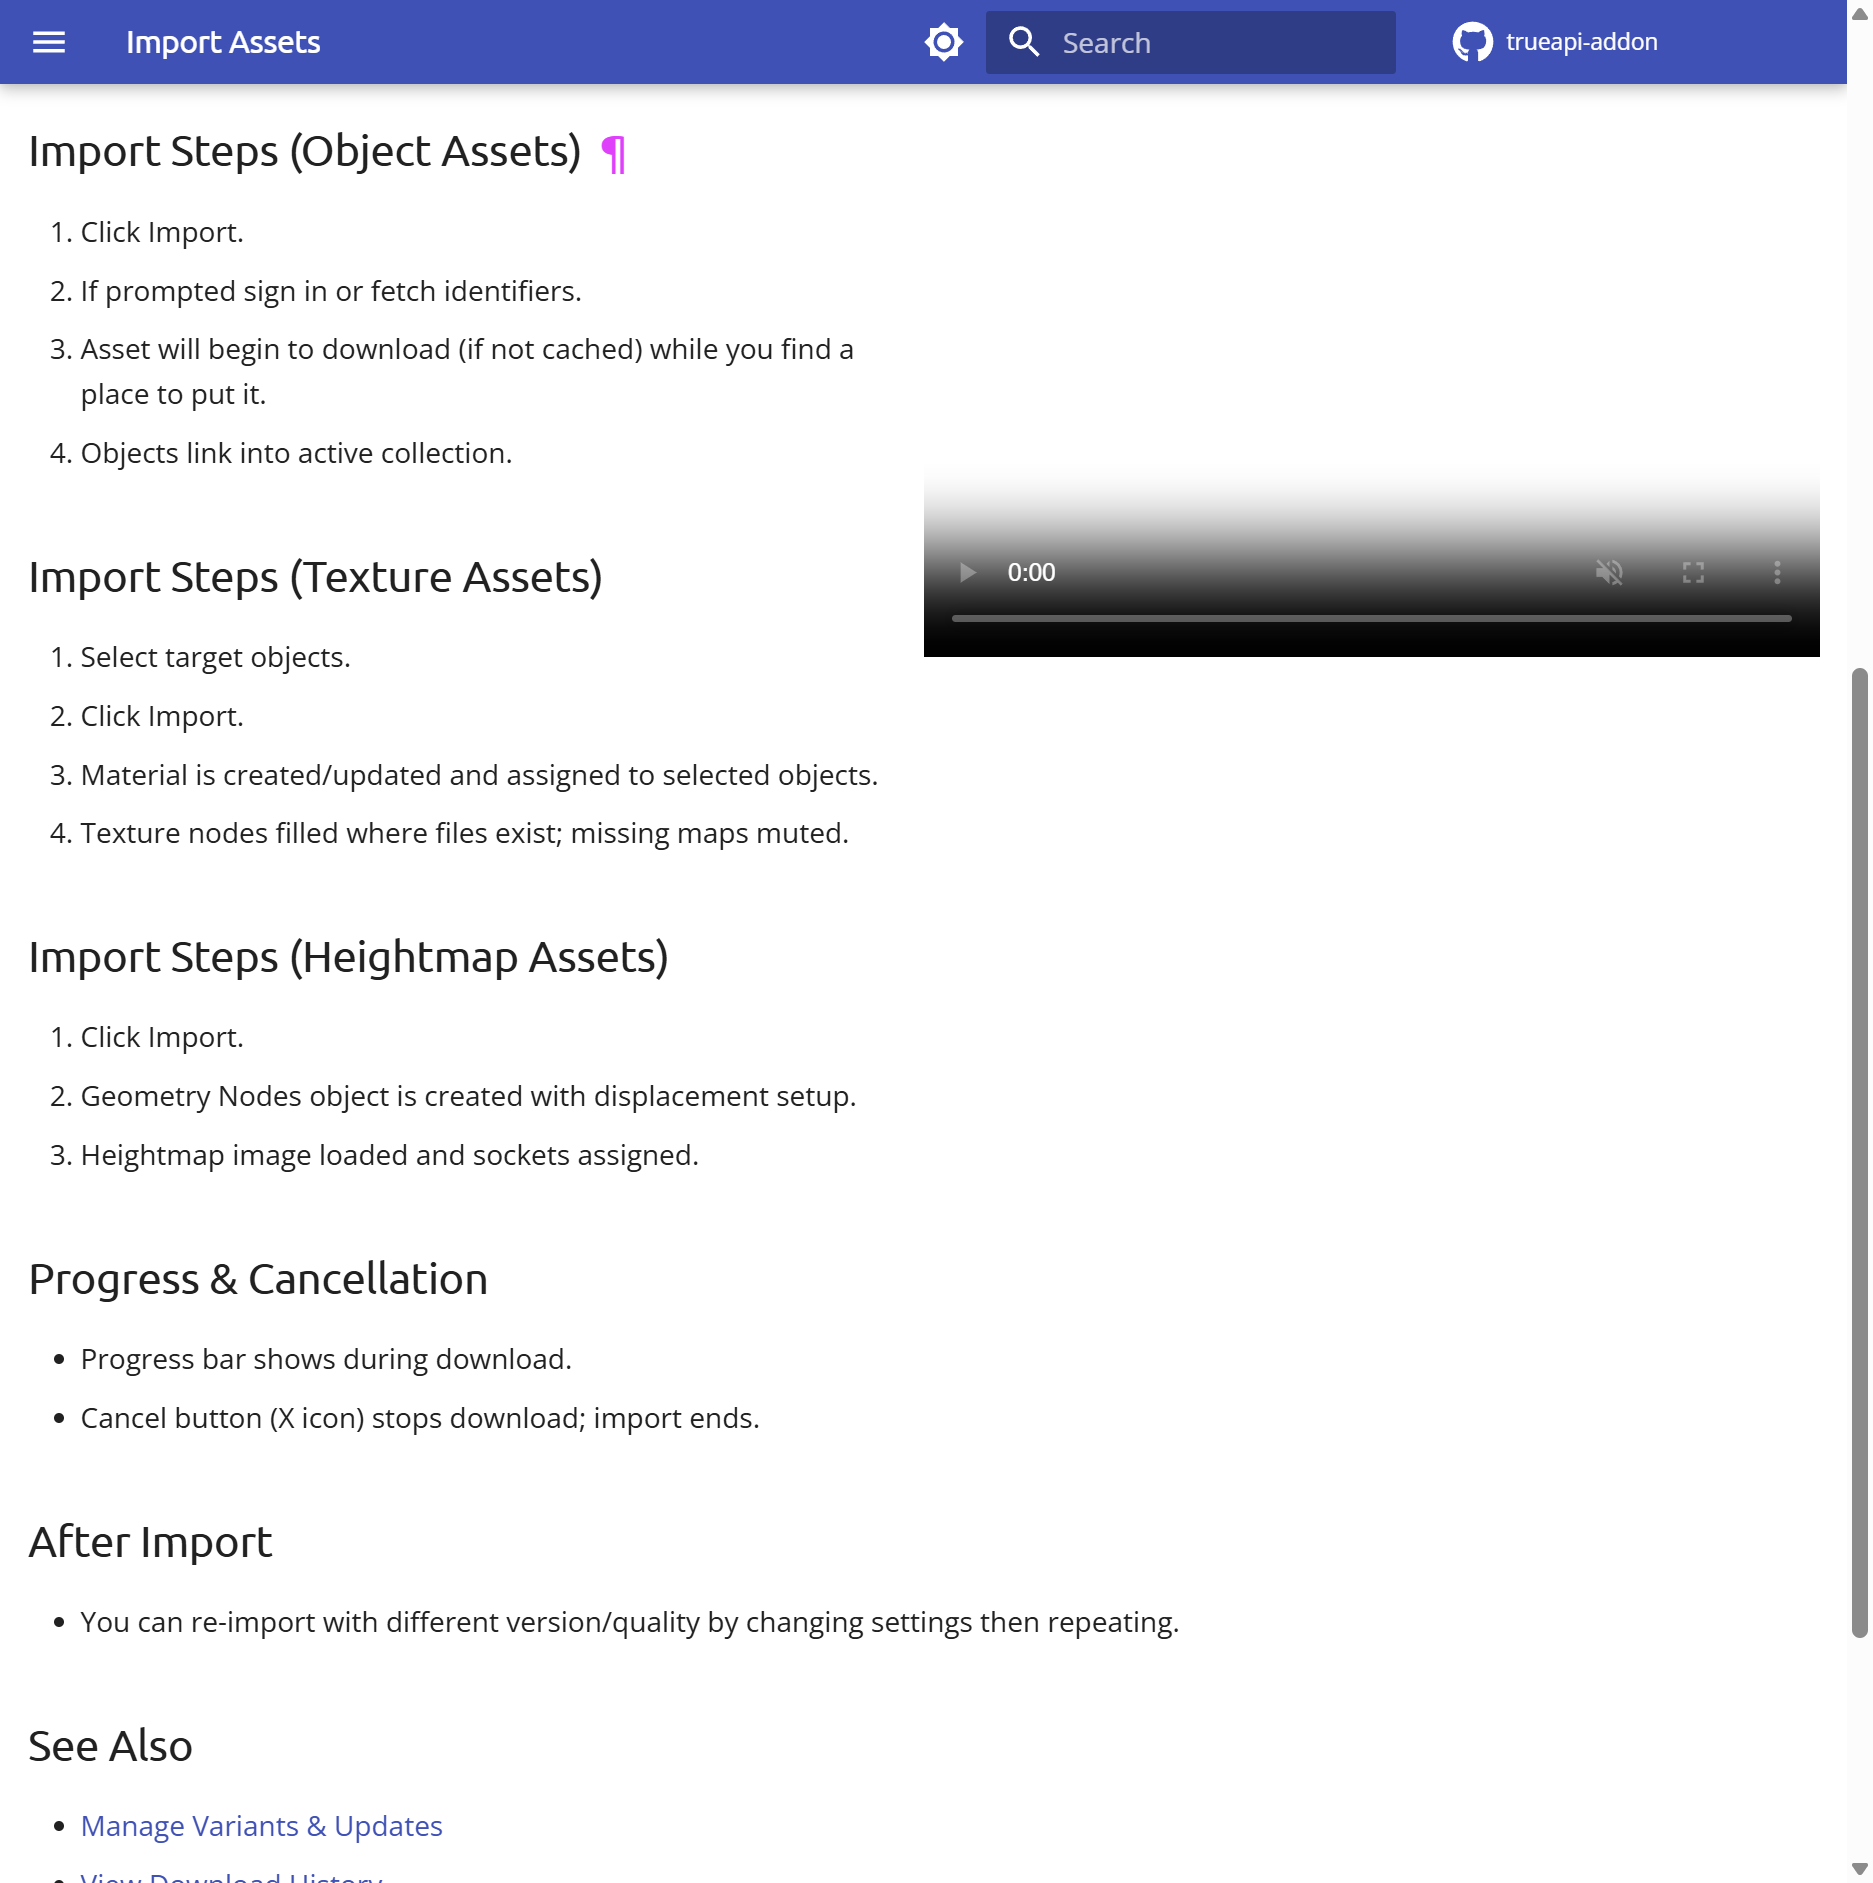 Import Assets
Search
trueapi-addon
Import Steps (Object Assets) ¶
1. Click Import.
2. If prompted sign in or fetch identifiers.
3. Asset will begin to download (if not cached) while you find a
place to put it.
4. Objects link into active collection.
0:00
Import Steps (Texture Assets)
1. Select target objects.
2. Click Import.
3. Material is created/updated and assigned to selected objects.
4. Texture nodes filled where files exist; missing maps muted.
Import Steps (Heightmap Assets)
1. Click Import.
2. Geometry Nodes object is created with displacement setup.
3. Heightmap image loaded and sockets assigned.
Progress & Cancellation
• Progress bar shows during download.
• Cancel button (X icon) stops download; import ends.
After Import
• You can re-import with different version/quality by changing settings then repeating.
See Also
• Manage Variants & Updates
• View Download History